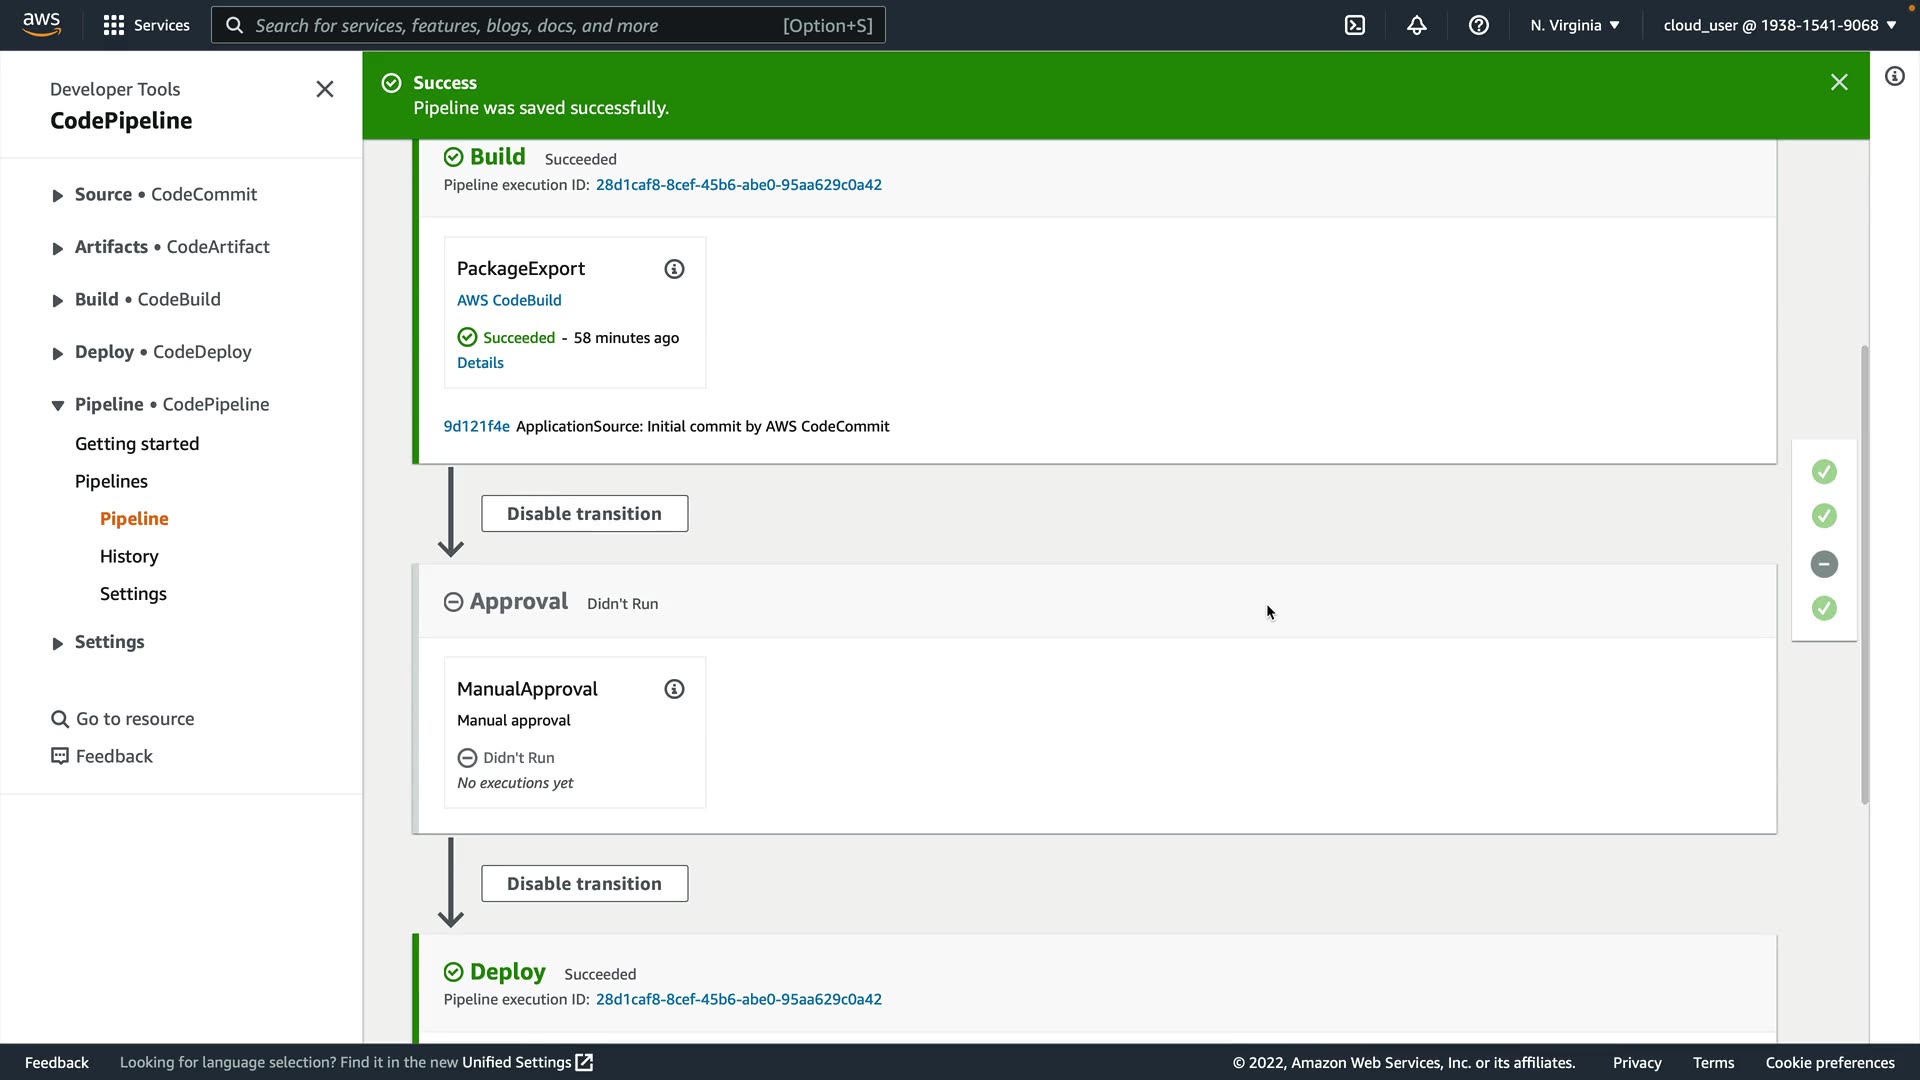 aws
Services
Search for services, features, blogs, docs, and more
[Option+S]
N. Virginia
cloud_user @ 1938-1541-9068
Developer Tools
CodePipeline
Source • CodeCommit
Artifacts • CodeArtifact
Build • CodeBuild
Deploy • CodeDeploy
Pipeline • CodePipeline
Getting started
Pipelines
Pipeline
History
Settings
Settings
Go to resource
Feedback
Success
Pipeline was saved successfully.
Build Succeeded
Pipeline execution ID: 28d1caf8-8cef-45b6-abe0-95aa629c0a42
PackageExport
AWS CodeBuild
Succeeded - 58 minutes ago
Details
9d121f4e ApplicationSource: Initial commit by AWS CodeCommit
Disable transition
Approval Didn't Run
ManualApproval
Manual approval
Didn't Run
No executions yet
Disable transition
Deploy Succeeded
Pipeline execution ID: 28d1caf8-8cef-45b6-abe0-95aa629c0a42
Feedback
Looking for language selection? Find it in the new Unified Settings
© 2022, Amazon Web Services, Inc. or its affiliates.
Privacy
Terms
Cookie preferences